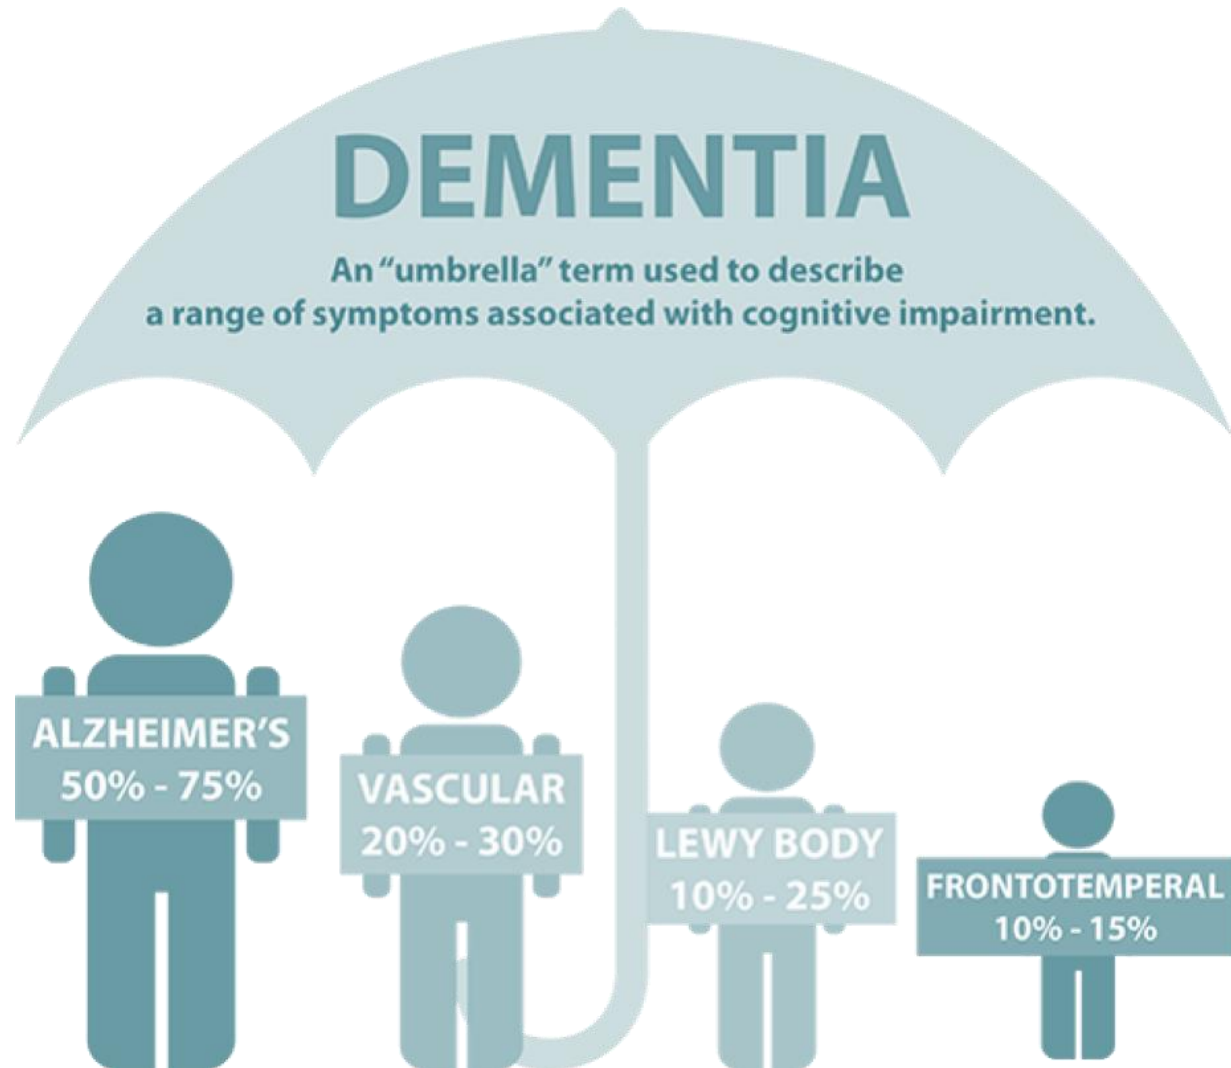 DEMENTIA
An “umbrella” term used to describe
a range of symptoms associated with cognitive impairment.
ALZHEIMER’S
50% - 75%
VASCULAR
20% - 30%
LEWY BODY
10% - 25%
FRONTOTEMPERAL
10% - 15%